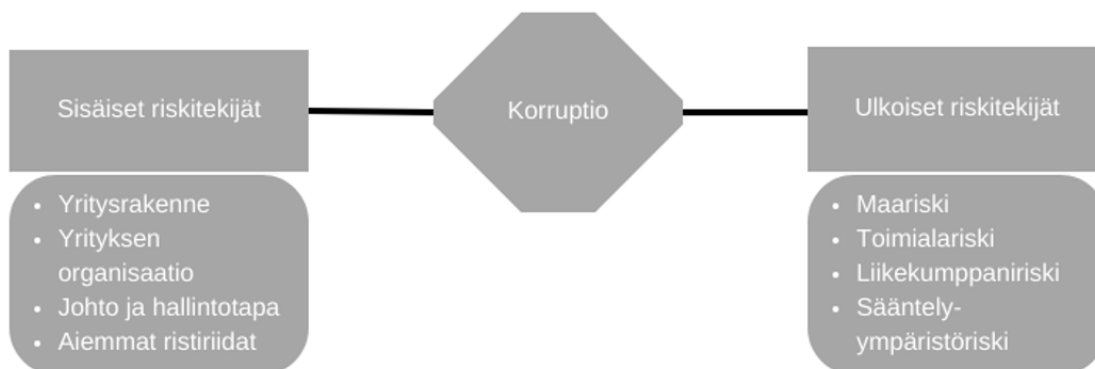 Sisäiset riskitekijät
• Yritysrakenne
• Yrityksen
organisaatio
• Johto ja hallintotapa
• Aiemmat ristiriidat
Korruptio
Ulkoiset riskitekijät
• Maariski
• Toimialariski
• Liikekumppaniriski
• Sääntely-
ympäristöriski